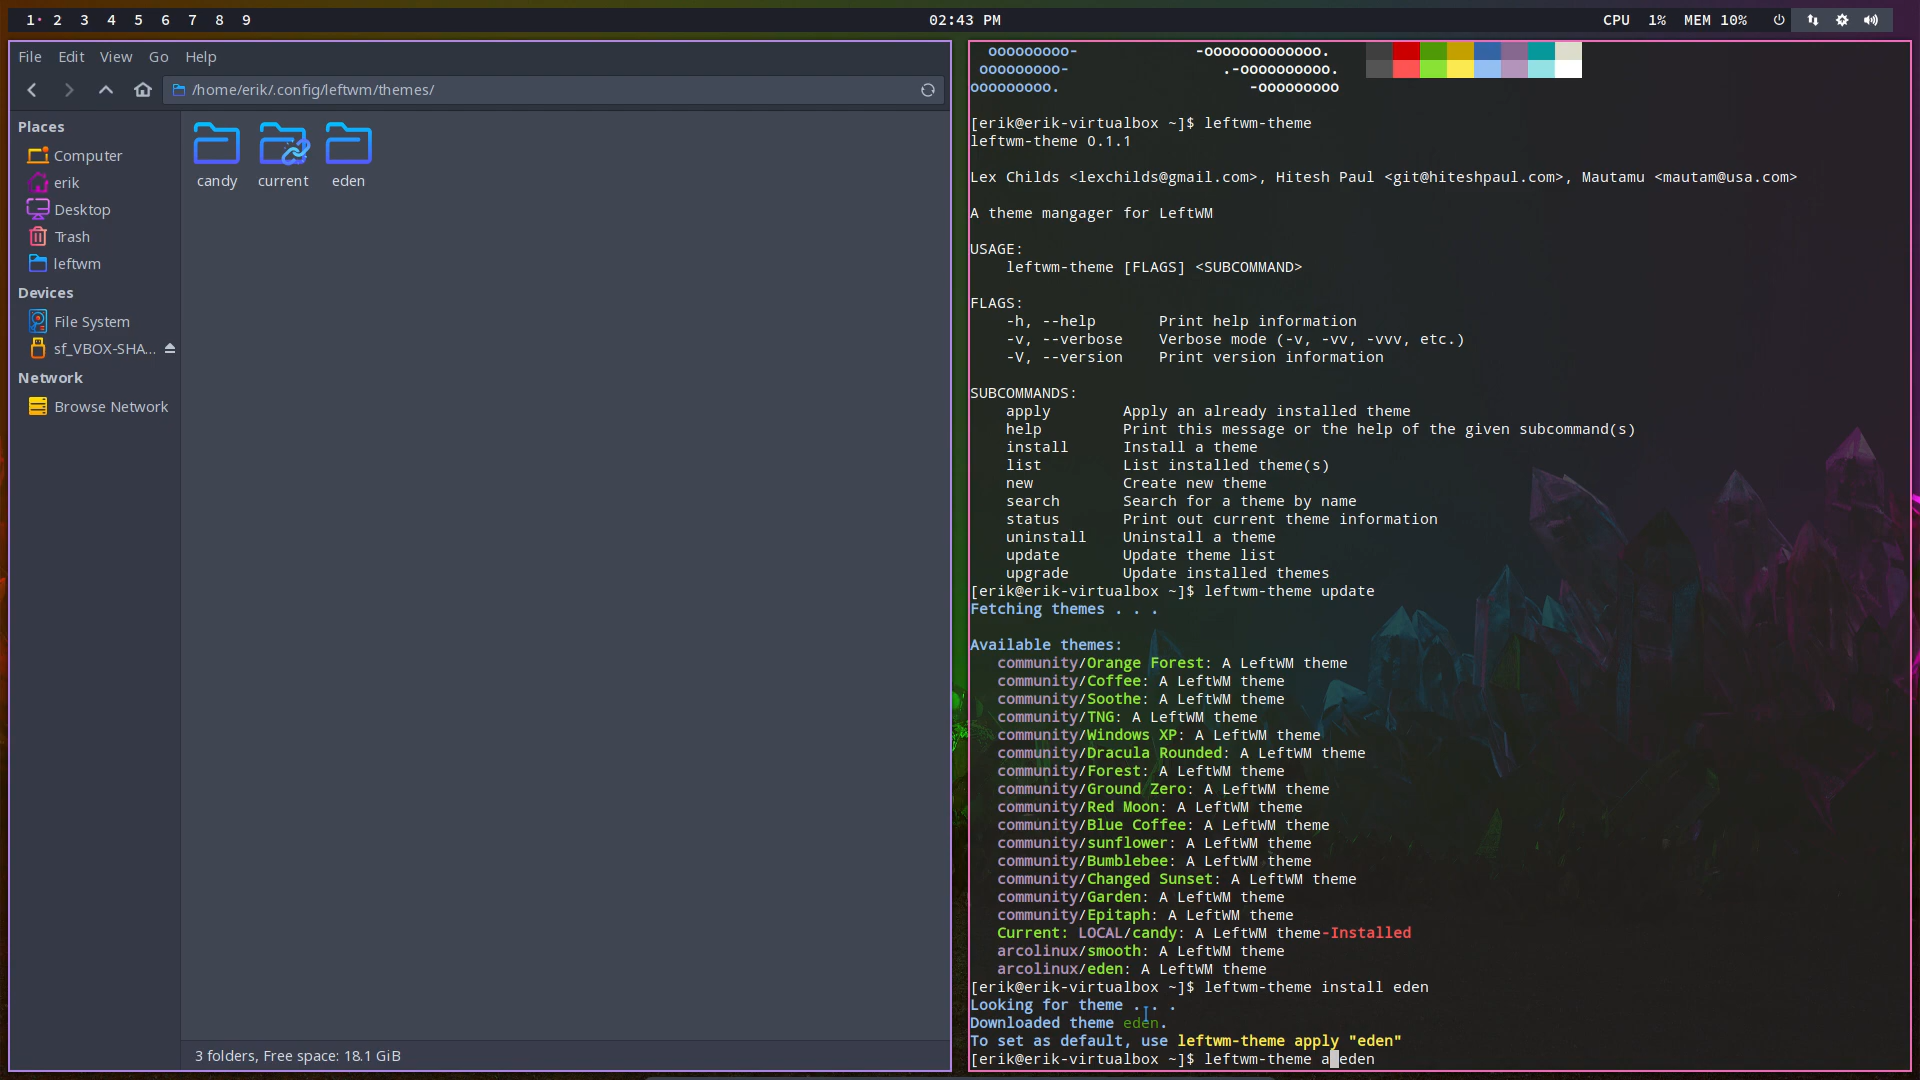 1• 2 3 4 5 6 7 8 9 02:43 PM CPU 1% MEM 10%
File Edit View Go Help
/home/erik/.config/leftwm/themes/
Places
Computer
erik
Desktop
Trash
leftwm
Devices
File System
sf_VBOX-SHA...
Network
Browse Network
candy current eden
3 folders, Free space: 18.1 GiB
ooooooooo- -ooooooooooooo.
ooooooooo- .-oooooooooo.
ooooooooo. -ooooooooo
[erik@erik-virtualbox ~]$ leftwm-theme
leftwm-theme 0.1.1
Lex Childs <lexchilds@gmail.com>, Hitesh Paul <git@hiteshpaul.com>, Mautamu <mautam@usa.com>
A theme mangager for LeftWM
USAGE:
leftwm-theme [FLAGS] <SUBCOMMAND>
FLAGS:
-h, --help Print help information
-v, --verbose Verbose mode (-v, -vv, -vvv, etc.)
-V, --version Print version information
SUBCOMMANDS:
apply Apply an already installed theme
help Print this message or the help of the given subcommand(s)
install Install a theme
list List installed theme(s)
new Create new theme
search Search for a theme by name
status Print out current theme information
uninstall Uninstall a theme
update Update theme list
upgrade Update installed themes
[erik@erik-virtualbox ~]$ leftwm-theme update
Fetching themes . . .
Available themes:
community/Orange Forest: A LeftWM theme
community/Coffee: A LeftWM theme
community/Soothe: A LeftWM theme
community/TNG: A LeftWM theme
community/Windows XP: A LeftWM theme
community/Dracula Rounded: A LeftWM theme
community/Forest: A LeftWM theme
community/Ground Zero: A LeftWM theme
community/Red Moon: A LeftWM theme
community/Blue Coffee: A LeftWM theme
community/sunflower: A LeftWM theme
community/Bumblebee: A LeftWM theme
community/Changed Sunset: A LeftWM theme
community/Garden: A LeftWM theme
community/Epitaph: A LeftWM theme
Current: LOCAL/candy: A LeftWM theme-Installed
arcolinux/smooth: A LeftWM theme
arcolinux/eden: A LeftWM theme
[erik@erik-virtualbox ~]$ leftwm-theme install eden
Looking for theme . . .
Downloaded theme eden.
To set as default, use leftwm-theme apply "eden"
[erik@erik-virtualbox ~]$ leftwm-theme a eden